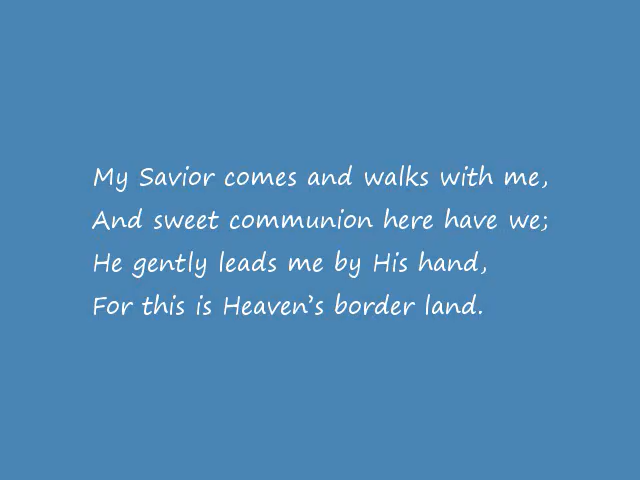 My Savior comes and walks with me,
And sweet communion here have we;
He gently leads me by His hand,
For this is Heaven’s border land.